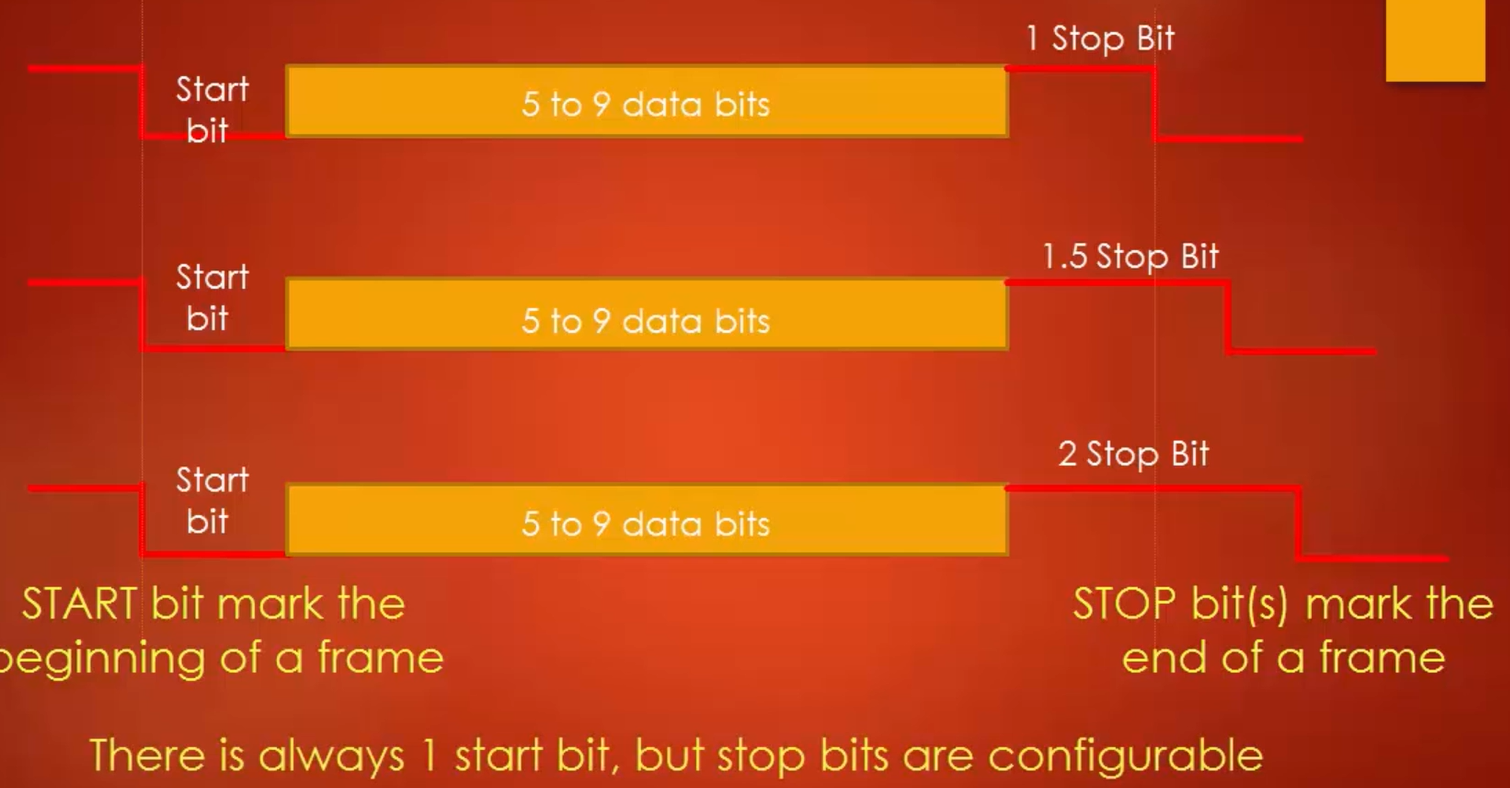 1 Stop Bit
Start
bit
5 to 9 data bits
1.5 Stop Bit
Start
bit
5 to 9 data bits
2 Stop Bit
Start
bit
5 to 9 data bits
START bit mark the
beginning of a frame
STOP bit(s) mark the
end of a frame
There is always 1 start bit, but stop bits are configurable